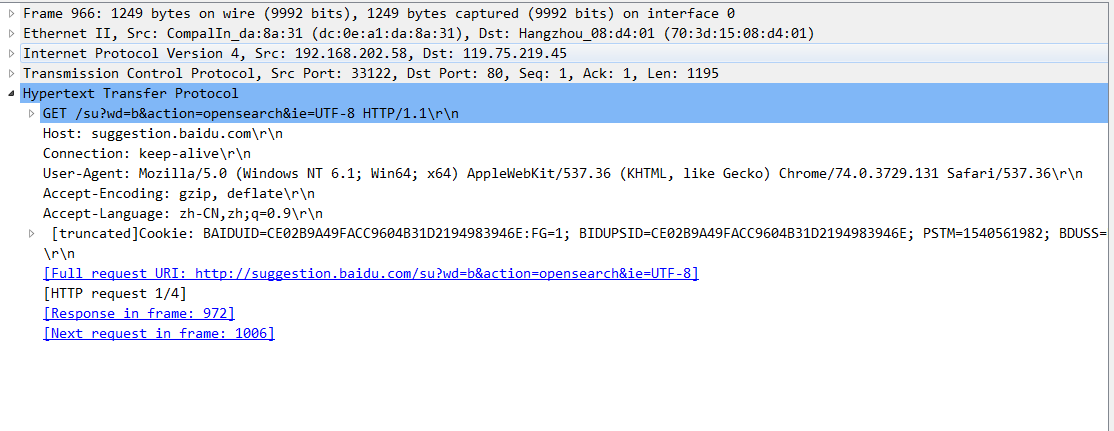 Frame 966: 1249 bytes on wire (9992 bits), 1249 bytes captured (9992 bits) on interface 0
Ethernet II, Src: CompalIn_da:8a:31 (dc:0e:a1:da:8a:31), Dst: Hangzhou_08:d4:01 (70:3d:15:08:d4:01)
Internet Protocol Version 4, Src: 192.168.202.58, Dst: 119.75.219.45
Transmission Control Protocol, Src Port: 33122, Dst Port: 80, Seq: 1, Ack: 1, Len: 1195
Hypertext Transfer Protocol
GET /su?wd=b&action=opensearch&ie=UTF-8 HTTP/1.1\r\n
Host: suggestion.baidu.com\r\n
Connection: keep-alive\r\n
User-Agent: Mozilla/5.0 (Windows NT 6.1; Win64; x64) AppleWebKit/537.36 (KHTML, like Gecko) Chrome/74.0.3729.131 Safari/537.36\r\n
Accept-Encoding: gzip, deflate\r\n
Accept-Language: zh-CN,zh;q=0.9\r\n
[truncated]Cookie: BAIDUID=CE02B9A49FACC9604B31D2194983946E:FG=1; BIDUPSID=CE02B9A49FACC9604B31D2194983946E; PSTM=1540561982; BDUSS=
\r\n
[Full request URI: http://suggestion.baidu.com/su?wd=b&action=opensearch&ie=UTF-8]
[HTTP request 1/4]
[Response in frame: 972]
[Next request in frame: 1006]